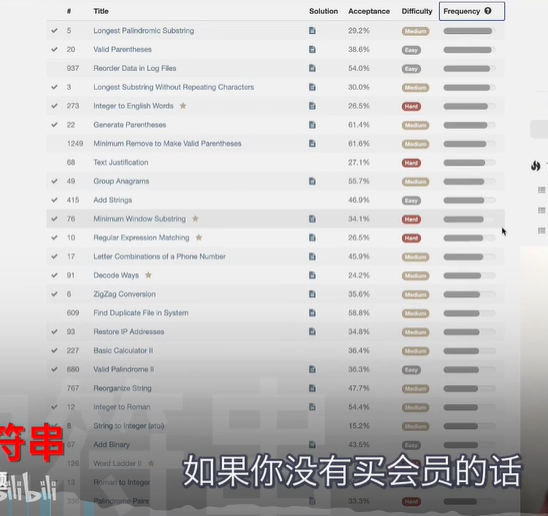 # Title Solution Acceptance Difficulty Frequency
5 Longest Palindromic Substring 29.2% Medium
20 Valid Parentheses 38.6% Easy
937 Reorder Data in Log Files 54.0% Easy
3 Longest Substring Without Repeating Characters 30.0% Medium
273 Integer to English Words 26.5% Hard
22 Generate Parentheses 61.4% Medium
1249 Minimum Remove to Make Valid Parentheses 61.6% Medium
68 Text Justification 27.1% Hard
49 Group Anagrams 55.7% Medium
415 Add Strings 46.9% Easy
76 Minimum Window Substring 34.1% Hard
10 Regular Expression Matching 26.5% Hard
17 Letter Combinations of a Phone Number 45.9% Medium
91 Decode Ways 24.2% Medium
6 ZigZag Conversion 35.6% Medium
609 Find Duplicate File in System 58.8% Medium
93 Restore IP Addresses 34.8% Medium
227 Basic Calculator II 36.4% Medium
680 Valid Palindrome II 36.3% Easy
767 Reorganize String 47.7% Medium
12 Integer to Roman 54.4% Medium
8 String to Integer (atoi) 15.2% Medium
67 Add Binary 43.5% Easy
126 Word Ladder II
13 Roman to Integer
336 Palindrome Pairs 33.3% Hard
符串
bilibili
如果你没有买会员的话